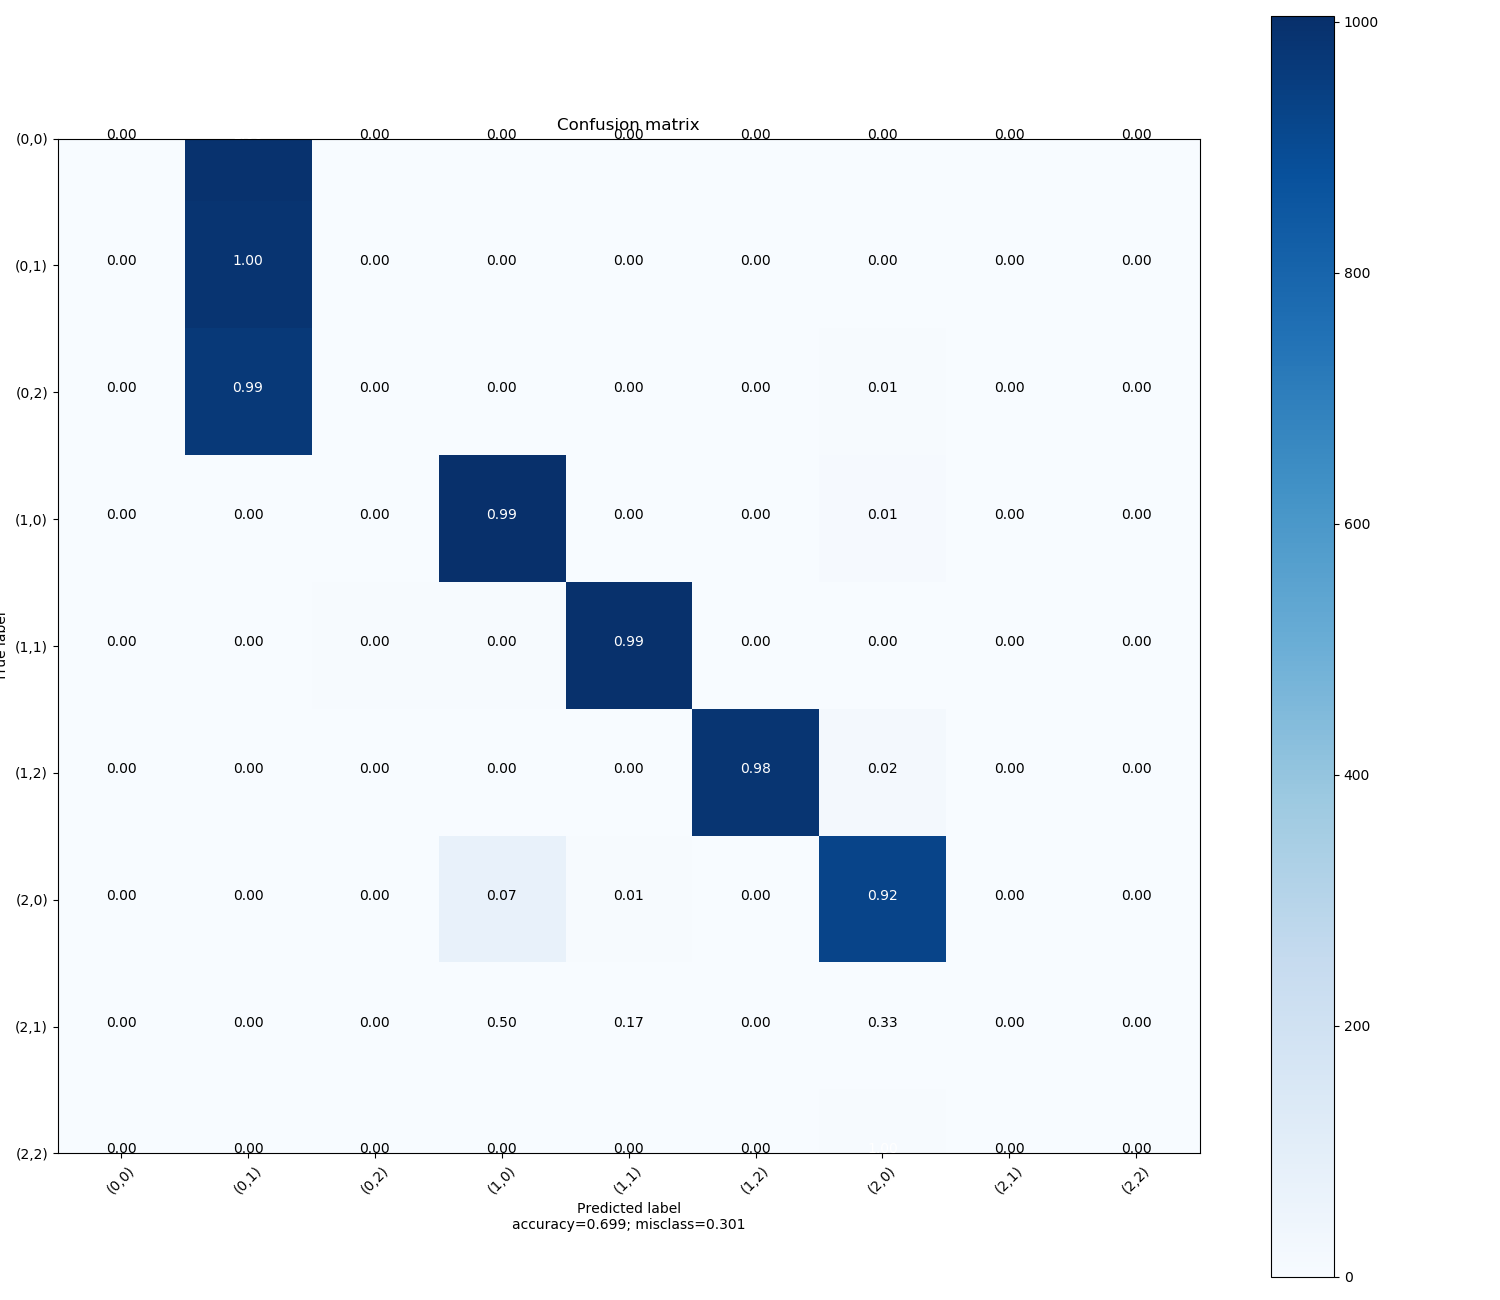 1000
Confusion matrix
0.00 0.00 0.00 0.00 0.00 0.00 0.00 0.00
(0,0)
800
(0,1) 0.00 1.00 0.00 0.00 0.00 0.00 0.00 0.00 0.00
(0,2) 0.00 0.99 0.00 0.00 0.00 0.00 0.01 0.00 0.00
(1,0) 0.00 0.00 0.00 0.99 0.00 0.00 0.01 0.00 0.00
600
True label
(1,1) 0.00 0.00 0.00 0.00 0.99 0.00 0.00 0.00 0.00
(1,2) 0.00 0.00 0.00 0.00 0.00 0.98 0.02 0.00 0.00
400
(2,0) 0.00 0.00 0.00 0.07 0.01 0.00 0.92 0.00 0.00
(2,1) 0.00 0.00 0.00 0.50 0.17 0.00 0.33 0.00 0.00
200
(2,2) 0.00 0.00 0.00 0.00 0.00 0.00 0.00 0.00
(0,0) (0,1) (0,2) (1,0) (1,1) (1,2) (2,0) (2,1) (2,2)
Predicted label
accuracy=0.699; misclass=0.301
0